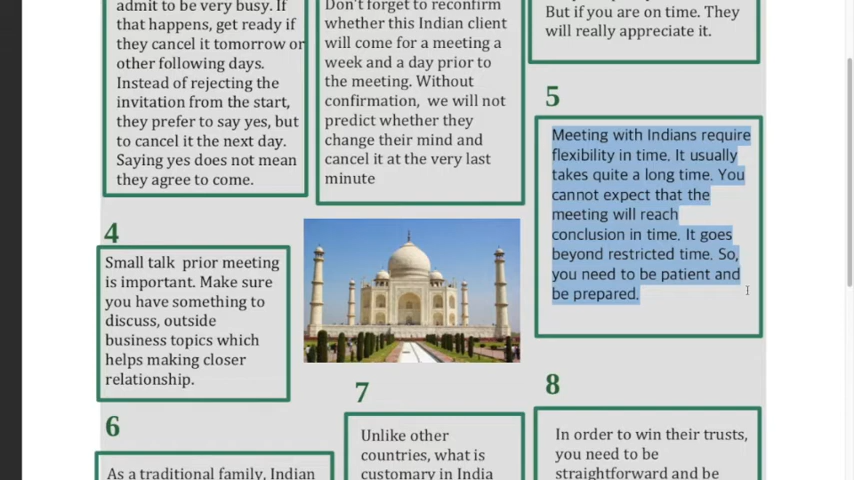 admit to be very busy. If
that happens, get ready if
they cancel it tomorrow or
other following days.
Instead of rejecting the
invitation from the start,
they prefer to say yes, but
to cancel it the next day.
Saying yes does not mean
they agree to come.
Don't forget to reconfirm
whether this Indian client
will come for a meeting a
week and a day prior to
the meeting. Without
confirmation, we will not
predict whether they
change their mind and
cancel it at the very last
minute
But if you are on time. They
will really appreciate it.
4
Small talk prior meeting
is important. Make sure
you have something to
discuss, outside
business topics which
helps making closer
relationship.
5
Meeting with Indians require
flexibility in time. It usually
takes quite a long time. You
cannot expect that the
meeting will reach
conclusion in time. It goes
beyond restricted time. So,
you need to be patient and
be prepared.
6
As a traditional family, Indian
7
Unlike other
countries, what is
customary in India
8
In order to win their trusts,
you need to be
straightforward and be